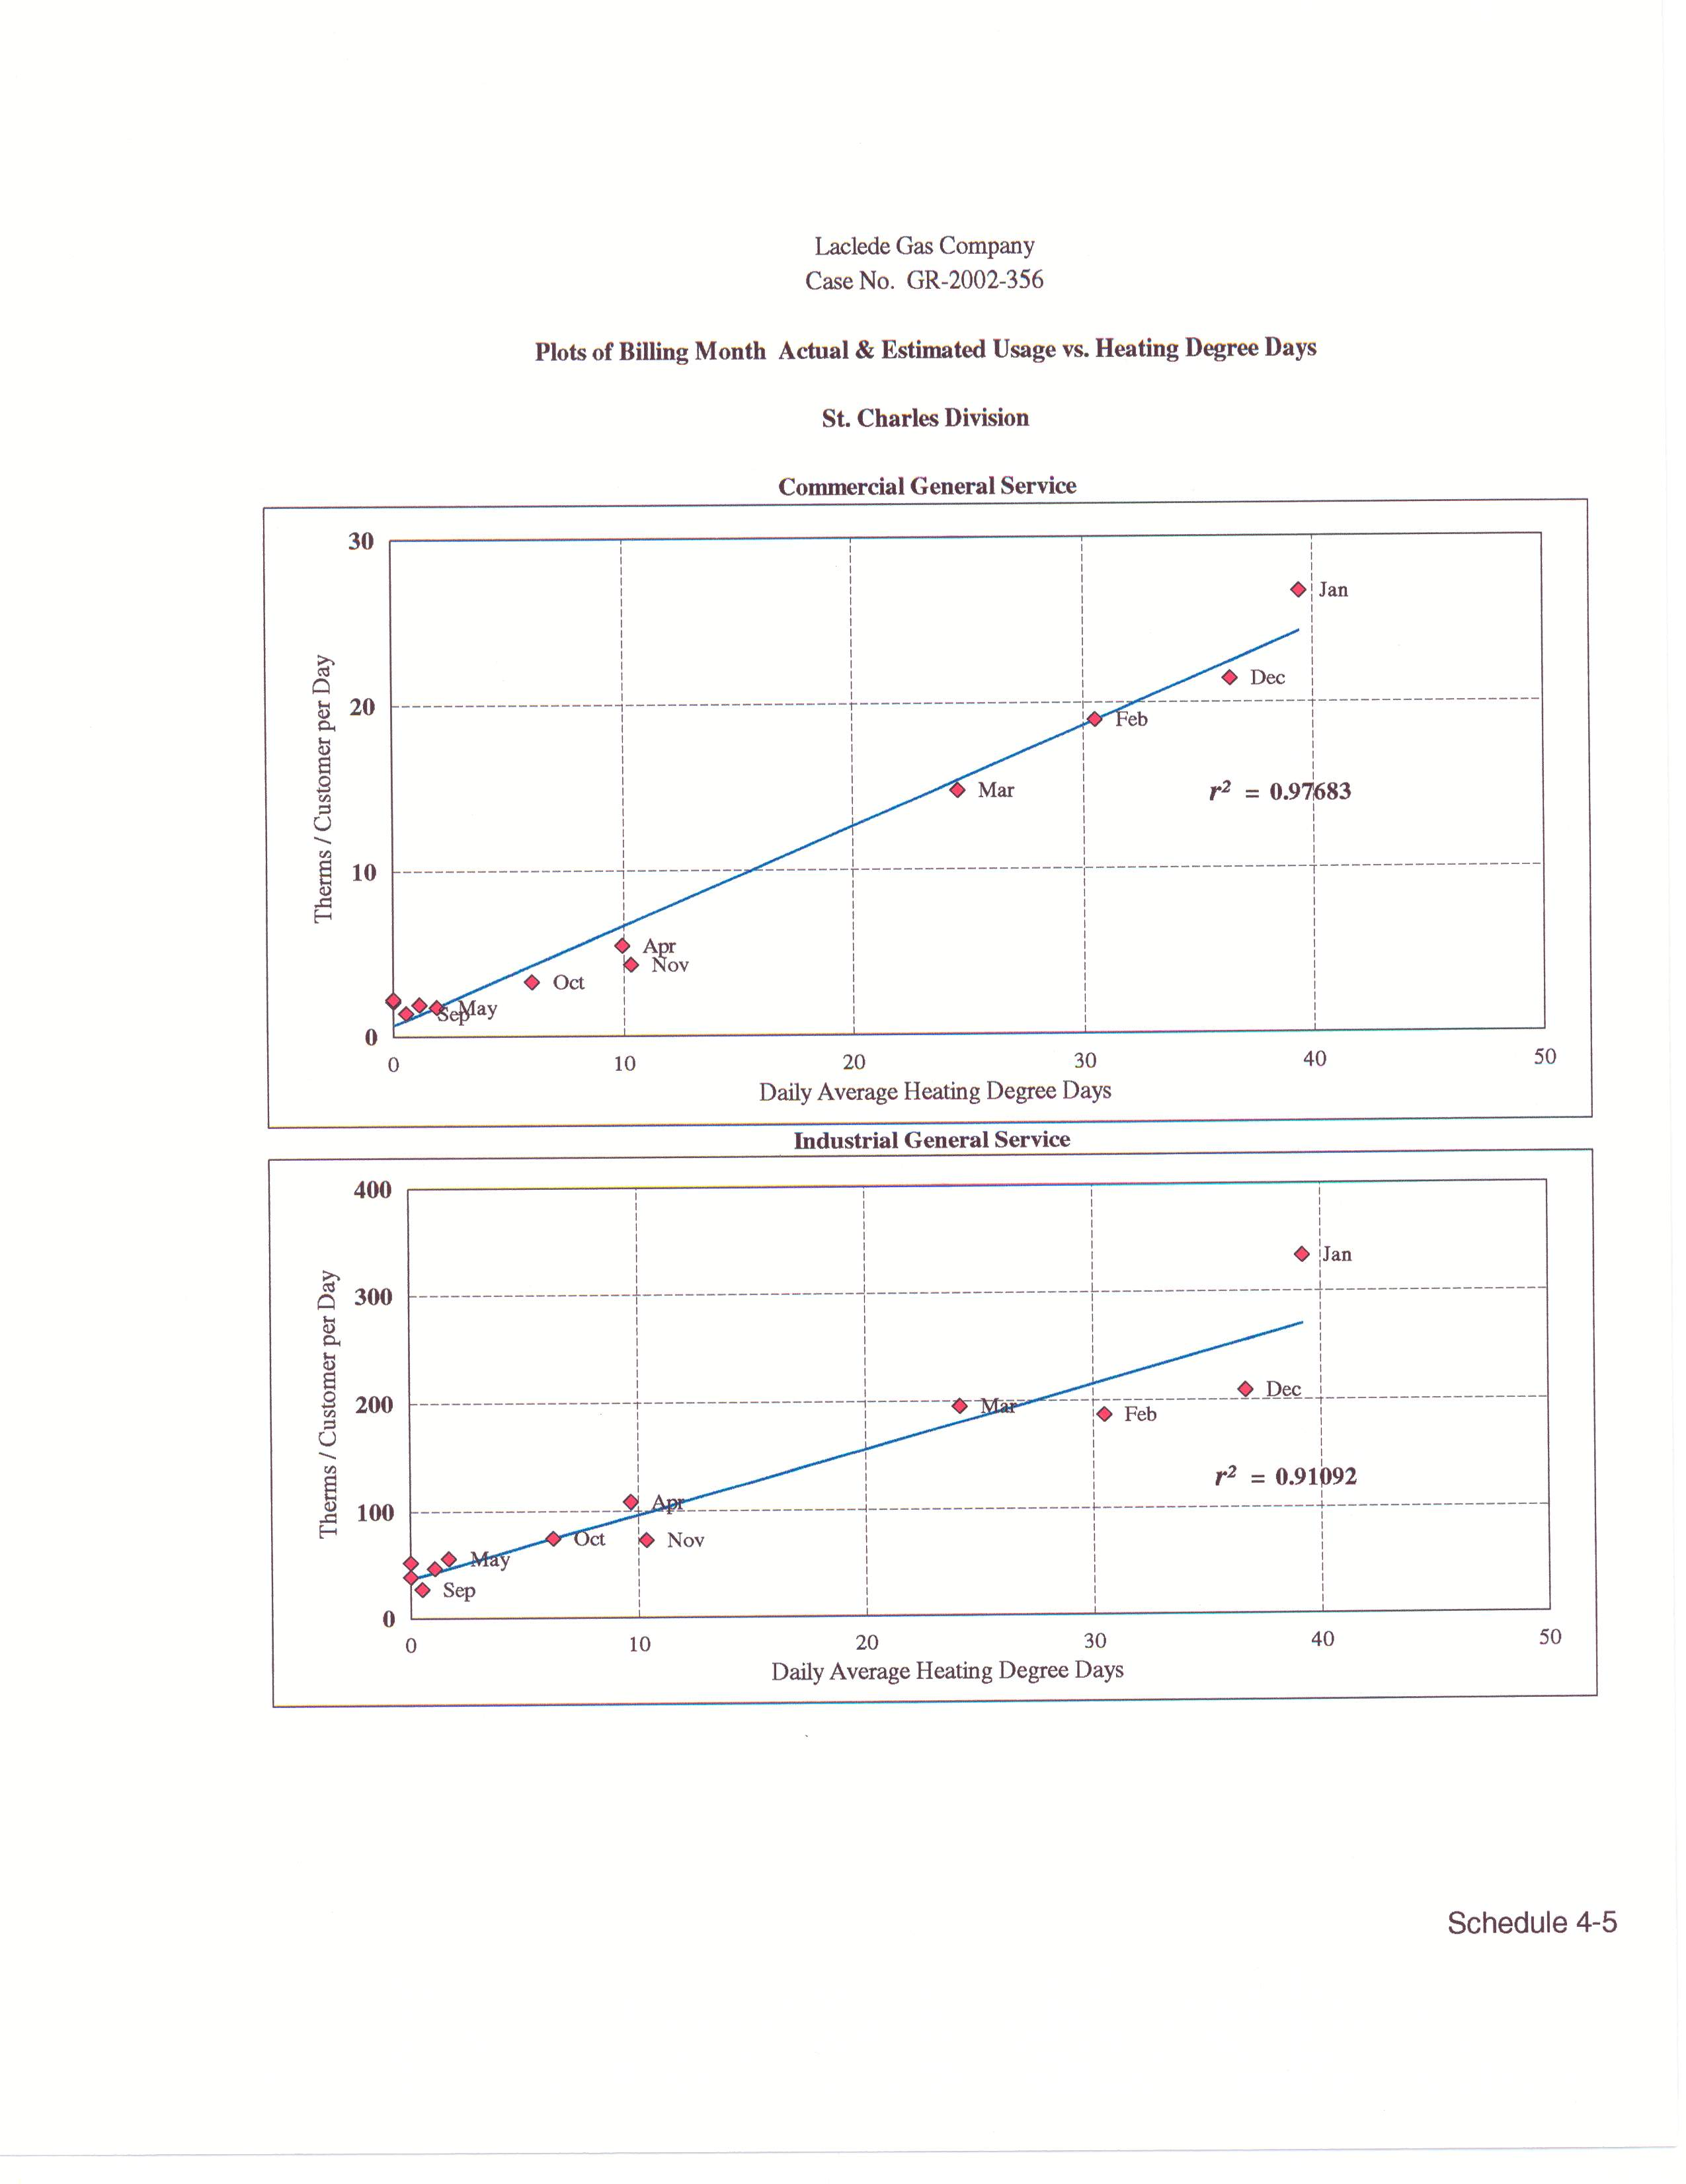 Laclede Gas Company
Case No. GR-2002-356
Plots of Billing Month Actual & Estimated Usage vs. Heating Degree Days
St. Charles Division
Commercial General Service
30
20
10
0
Therms / Customer per Day
Jan
Dec
Feb
Mar
r² = 0.97683
Apr
Nov
Oct
May
Sep
0 10 20 30 40 50
Daily Average Heating Degree Days
Industrial General Service
400
300
200
100
0
Therms / Customer per Day
Jan
Dec
Mar
Feb
r² = 0.91092
Apr
Oct
Nov
May
Sep
0 10 20 30 40 50
Daily Average Heating Degree Days
Schedule 4-5